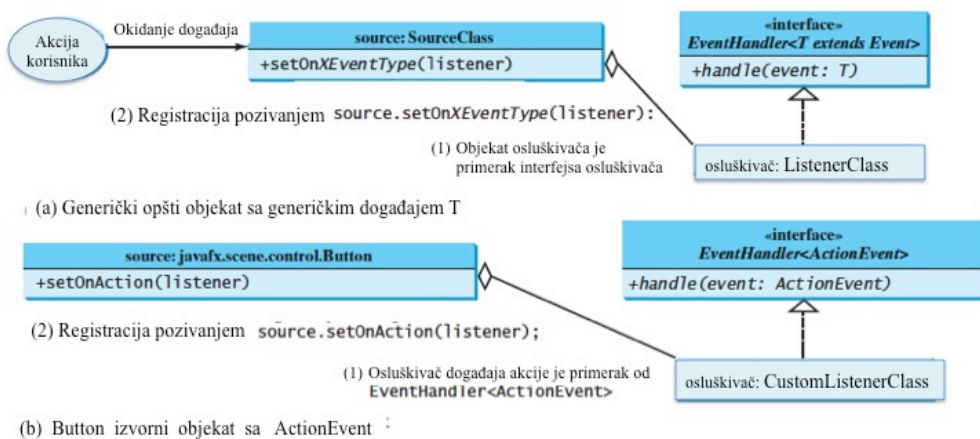 Akcija
korisnika
Okidanje događaja
source: SourceClass
+setOnXEventType(listener)
«interface»
EventHandler<T extends Event>
+handle(event: T)
(2) Registracija pozivanjem source.setOnXEventType(listener):
(1) Objekat osluškivača je
primerak interfejsa osluškivača
osluškivač: ListenerClass
(a) Generički opšti objekat sa generičkim događajem T
source: javafx.scene.control.Button
+setOnAction(listener)
«interface»
EventHandler<ActionEvent>
+handle(event: ActionEvent)
(2) Registracija pozivanjem source.setOnAction(listener);
(1) Osluškivač događaja akcije je primerak od
EventHandler<ActionEvent>
osluškivač: CustomListenerClass
(b) Button izvorni objekat sa ActionEvent :